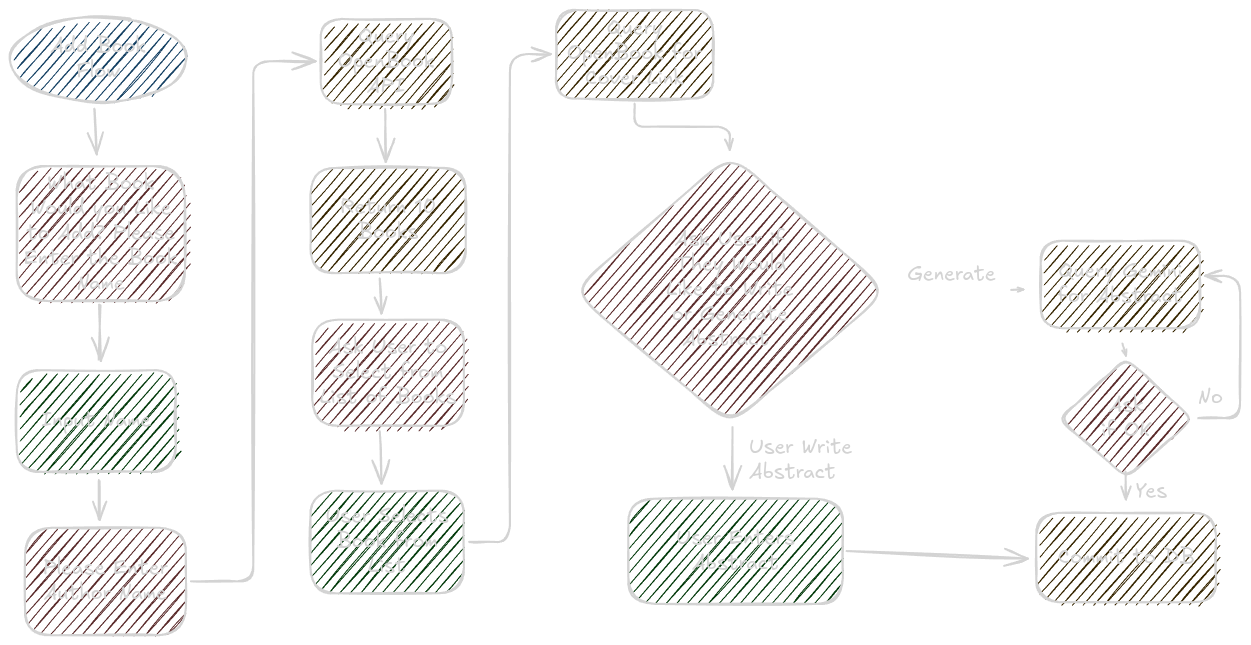 Add Book
Flow
What Book
Would you Like
to Add? Please
Enter the Book
Name
Input Name
Please Enter
Author Name
Query
OpenBook
API
Return 10
Books
Ask User to
Select from
List of Books
User Selects
Book from
List
Query
OpenBook for
Cover Link
Ask User if
They Would
Like to Write
or Generate
Abstract
User Write
Abstract
User Enters
Abstract
Generate
Query Gemini
for Abstract
Ask
if OK
No
Yes
Commit to DB